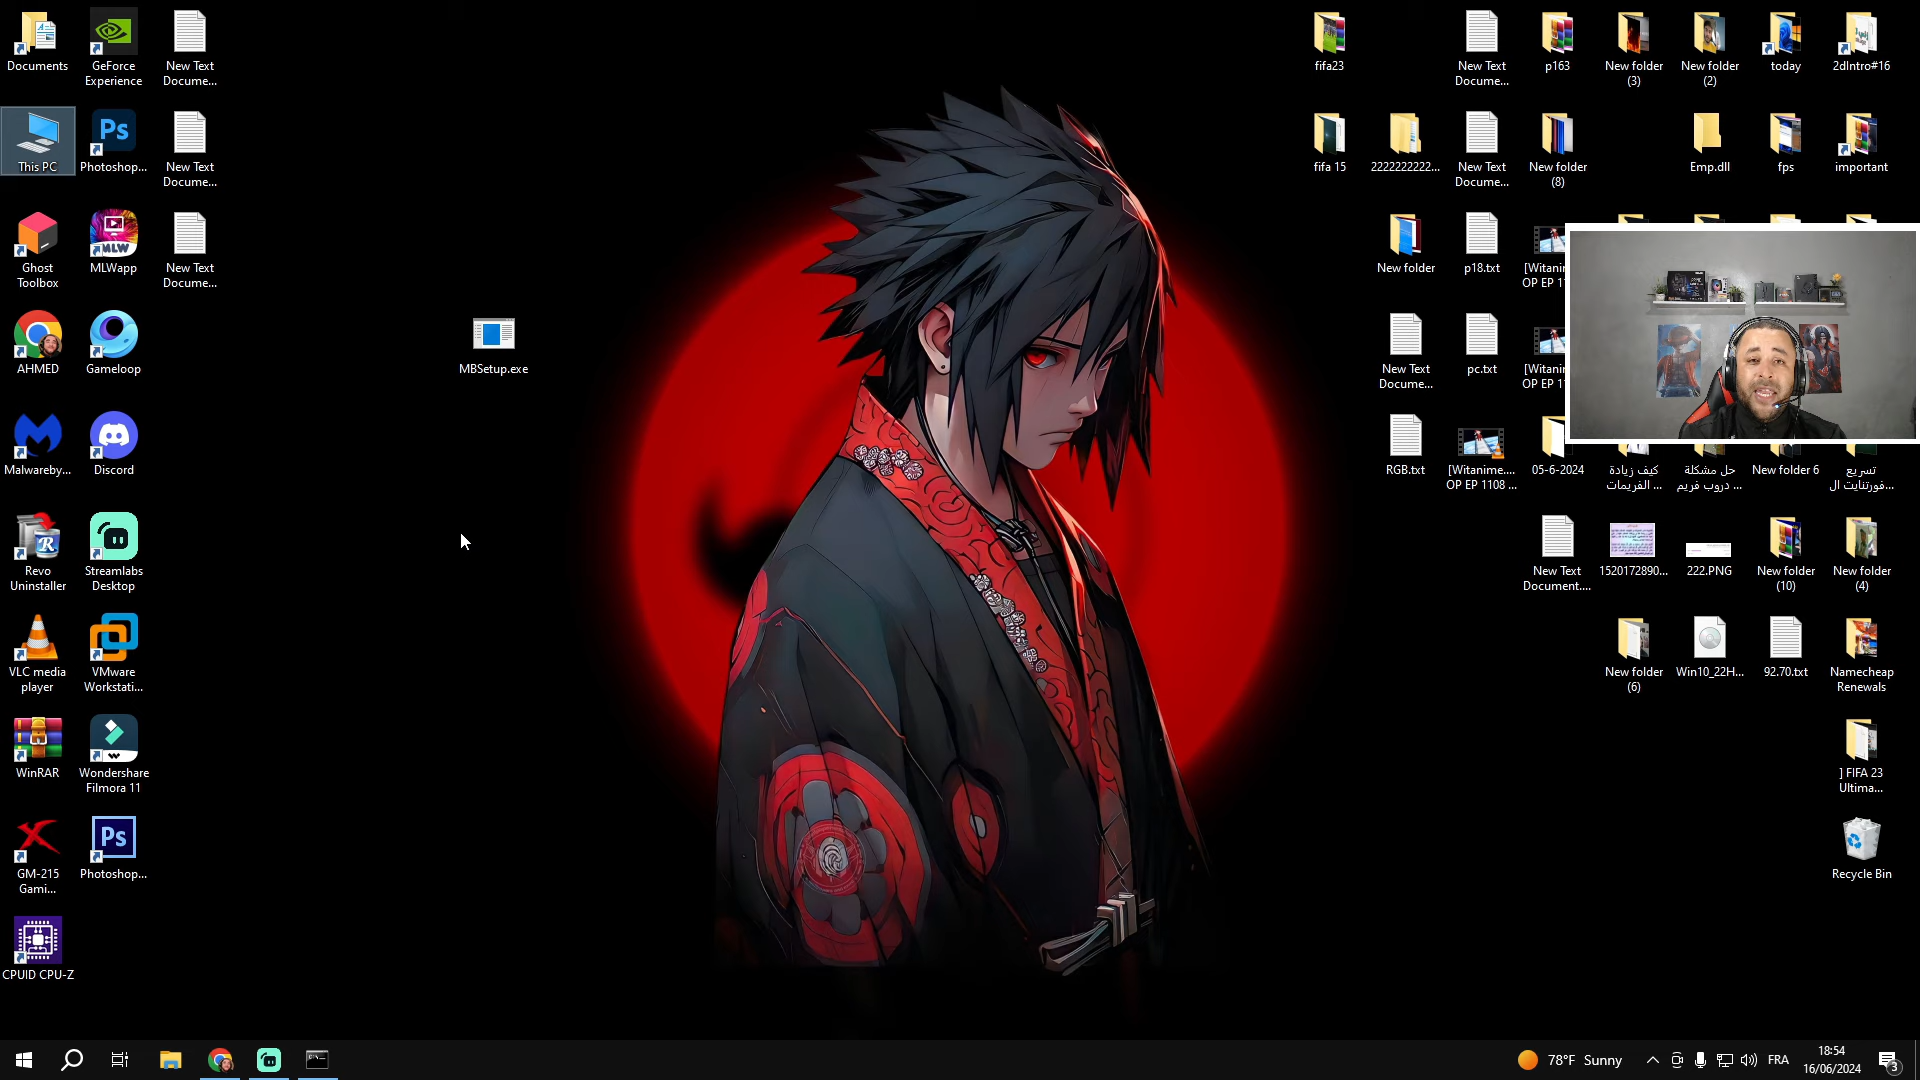 Documents
GeForce
Experience
New Text
Docume...
This PC
Photoshop...
New Text
Docume...
Ghost
Toolbox
MLWapp
New Text
Docume...
AHMED
Gameloop
Malwareby...
Discord
Revo
Uninstaller
Streamlabs
Desktop
VLC media
player
VMware
Workstati...
WinRAR
Wondershare
Filmora 11
GM-215
Gami...
Photoshop...
CPUID CPU-Z
MBSetup.exe
fifa23
New Text
Docume...
p163
New folder
(3)
New folder
(2)
today
2dIntro#16
fifa 15
2222222222...
New Text
Docume...
New folder
(8)
Emp.dll
fps
important
New folder
p18.txt
[Witanim
OP EP 1
New Text
Docume...
pc.txt
[Witanim
RGB.txt
[Witanime....
OP EP 1108 ...
05-6-2024
كيف زيادة
الفريمات ...
حل مشكلة
دروب فريم ...
New folder 6
تسريع
فورتنايت ال...
New Text
Document....
1520172890...
222.PNG
New folder
(10)
New folder
(4)
New folder
(6)
Win10_22H...
92.70.txt
Namecheap
Renewals
] FIFA 23
Ultima...
Recycle Bin
78°F Sunny
FRA
18:54
16/06/2024
3